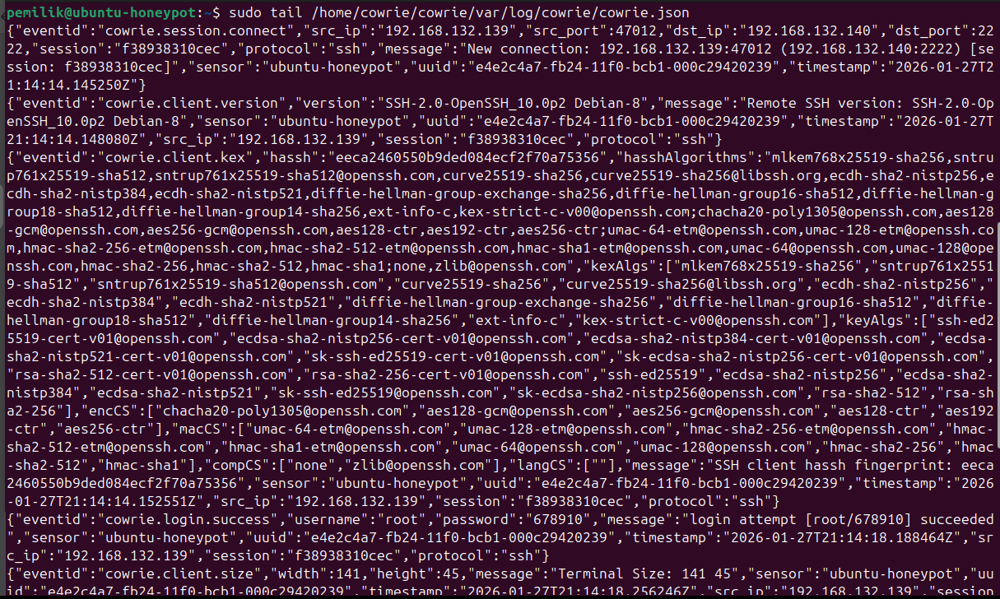 pemilik@ubuntu-honeypot:~$ sudo tail /home/cowrie/cowrie/var/log/cowrie/cowrie.json
{"eventid":"cowrie.session.connect","src_ip":"192.168.132.139","src_port":47012,"dst_ip":"192.168.132.140","dst_port":22
22,"session":"f38938310cec","protocol":"ssh","message":"New connection: 192.168.132.139:47012 (192.168.132.140:2222) [se
ssion: f38938310cec]","sensor":"ubuntu-honeypot","uuid":"e4e2c4a7-fb24-11f0-bcb1-000c29420239","timestamp":"2026-01-27T2
1:14:14.145250Z"}
{"eventid":"cowrie.client.version","version":"SSH-2.0-OpenSSH_10.0p2 Debian-8","message":"Remote SSH version: SSH-2.0-Op
enSSH_10.0p2 Debian-8","sensor":"ubuntu-honeypot","uuid":"e4e2c4a7-fb24-11f0-bcb1-000c29420239","timestamp":"2026-01-27T
21:14:14.148080Z","src_ip":"192.168.132.139","session":"f38938310cec","protocol":"ssh"}
{"eventid":"cowrie.client.kex","hassh":"eeca2460550b9ded084ecf2f70a75356","hasshAlgorithms":"mlkem768x25519-sha256,sntru
p761x25519-sha512,sntrup761x25519-sha512@openssh.com,curve25519-sha256,curve25519-sha256@libssh.org,ecdh-sha2-nistp256,e
cdh-sha2-nistp384,ecdh-sha2-nistp521,diffie-hellman-group-exchange-sha256,diffie-hellman-group16-sha512,diffie-hellman-g
roup18-sha512,diffie-hellman-group14-sha256,ext-info-c,kex-strict-c-v00@openssh.com;chacha20-poly1305@openssh.com,aes128
-gcm@openssh.com,aes256-gcm@openssh.com,aes128-ctr,aes192-ctr,aes256-ctr;umac-64-etm@openssh.com,umac-128-etm@openssh.co
m,hmac-sha2-256-etm@openssh.com,hmac-sha2-512-etm@openssh.com,hmac-sha1-etm@openssh.com,umac-64@openssh.com,umac-128@ope
nssh.com,hmac-sha2-256,hmac-sha2-512,hmac-sha1;none,zlib@openssh.com","kexAlgs":["mlkem768x25519-sha256","sntrup761x2551
9-sha512","sntrup761x25519-sha512@openssh.com","curve25519-sha256","curve25519-sha256@libssh.org","ecdh-sha2-nistp256","
ecdh-sha2-nistp384","ecdh-sha2-nistp521","diffie-hellman-group-exchange-sha256","diffie-hellman-group16-sha512","diffie-
hellman-group18-sha512","diffie-hellman-group14-sha256","ext-info-c","kex-strict-c-v00@openssh.com"],"keyAlgs":["ssh-ed2
5519-cert-v01@openssh.com","ecdsa-sha2-nistp256-cert-v01@openssh.com","ecdsa-sha2-nistp384-cert-v01@openssh.com","ecdsa-
sha2-nistp521-cert-v01@openssh.com","sk-ssh-ed25519-cert-v01@openssh.com","sk-ecdsa-sha2-nistp256-cert-v01@openssh.com",
"rsa-sha2-512-cert-v01@openssh.com","rsa-sha2-256-cert-v01@openssh.com","ssh-ed25519","ecdsa-sha2-nistp256","ecdsa-sha2-
nistp384","ecdsa-sha2-nistp521","sk-ssh-ed25519@openssh.com","sk-ecdsa-sha2-nistp256@openssh.com","rsa-sha2-512","rsa-sh
a2-256"],"encCS":["chacha20-poly1305@openssh.com","aes128-gcm@openssh.com","aes256-gcm@openssh.com","aes128-ctr","aes192
-ctr","aes256-ctr"],"macCS":["umac-64-etm@openssh.com","umac-128-etm@openssh.com","hmac-sha2-256-etm@openssh.com","hmac-
sha2-512-etm@openssh.com","hmac-sha1-etm@openssh.com","umac-64@openssh.com","umac-128@openssh.com","hmac-sha2-256","hmac
-sha2-512","hmac-sha1"],"compCS":["none","zlib@openssh.com"],"langCS":[""],"message":"SSH client hassh fingerprint: eeca
2460550b9ded084ecf2f70a75356","sensor":"ubuntu-honeypot","uuid":"e4e2c4a7-fb24-11f0-bcb1-000c29420239","timestamp":"2026
-01-27T21:14:14.152551Z","src_ip":"192.168.132.139","session":"f38938310cec","protocol":"ssh"}
{"eventid":"cowrie.login.success","username":"root","password":"678910","message":"login attempt [root/678910] succeeded
","sensor":"ubuntu-honeypot","uuid":"e4e2c4a7-fb24-11f0-bcb1-000c29420239","timestamp":"2026-01-27T21:14:18.188464Z","sr
c_ip":"192.168.132.139","session":"f38938310cec","protocol":"ssh"}
{"eventid":"cowrie.client.size","width":141,"height":45,"message":"Terminal Size: 141 45","sensor":"ubuntu-honeypot","uu
id":"e4e2c4a7-fb24-11f0-bcb1-000c29420239","timestamp":"2026-01-27T21:14:18.256246Z","src_ip":"192.168.132.139","session